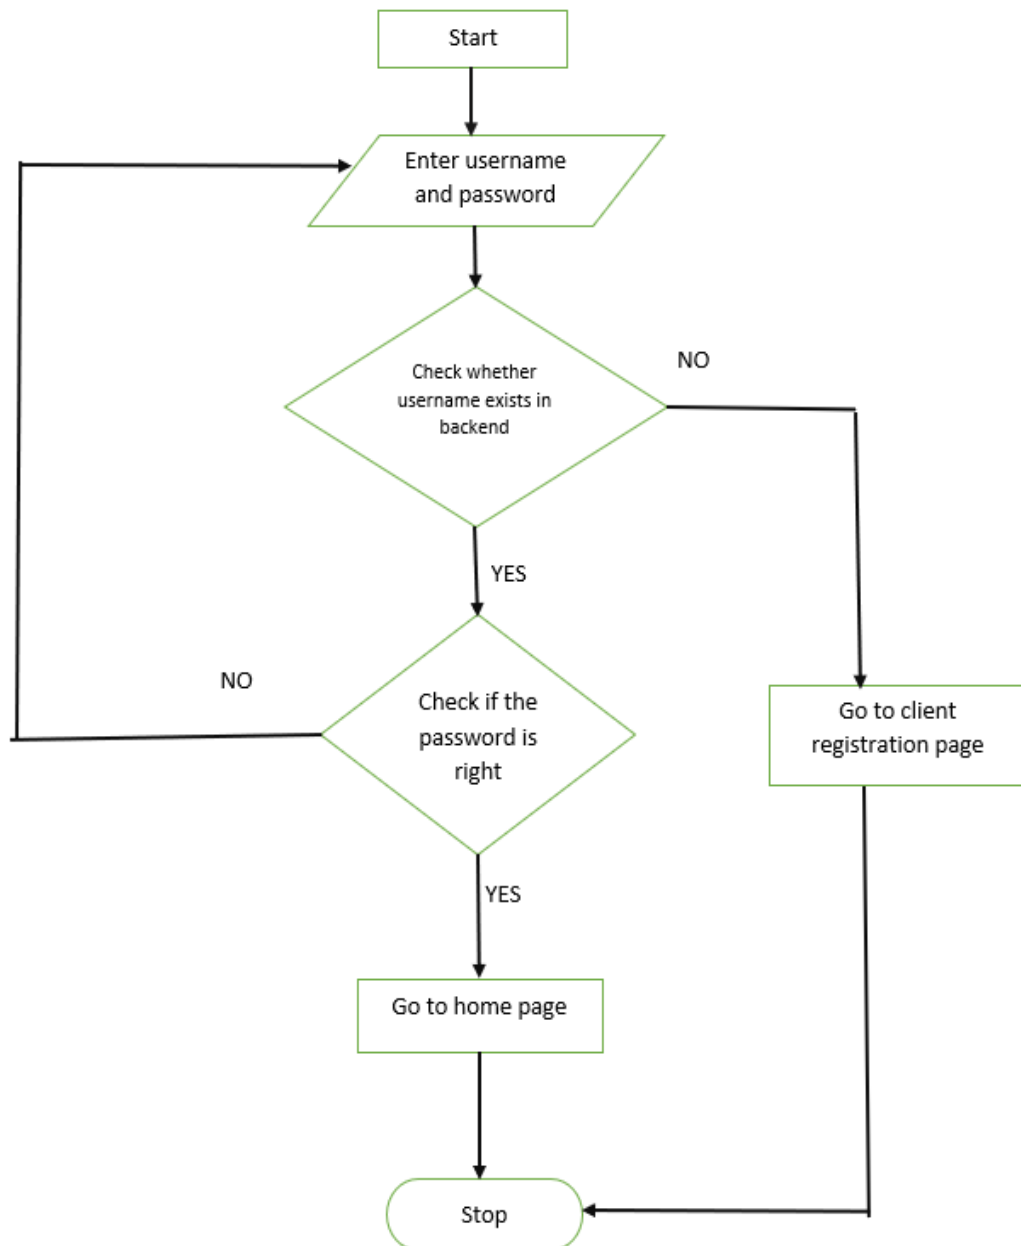 Start
Enter username
and password
Check whether
username exists in
backend
NO
YES
Check if the
password is
right
NO
Go to client
registration page
YES
Go to home page
Stop